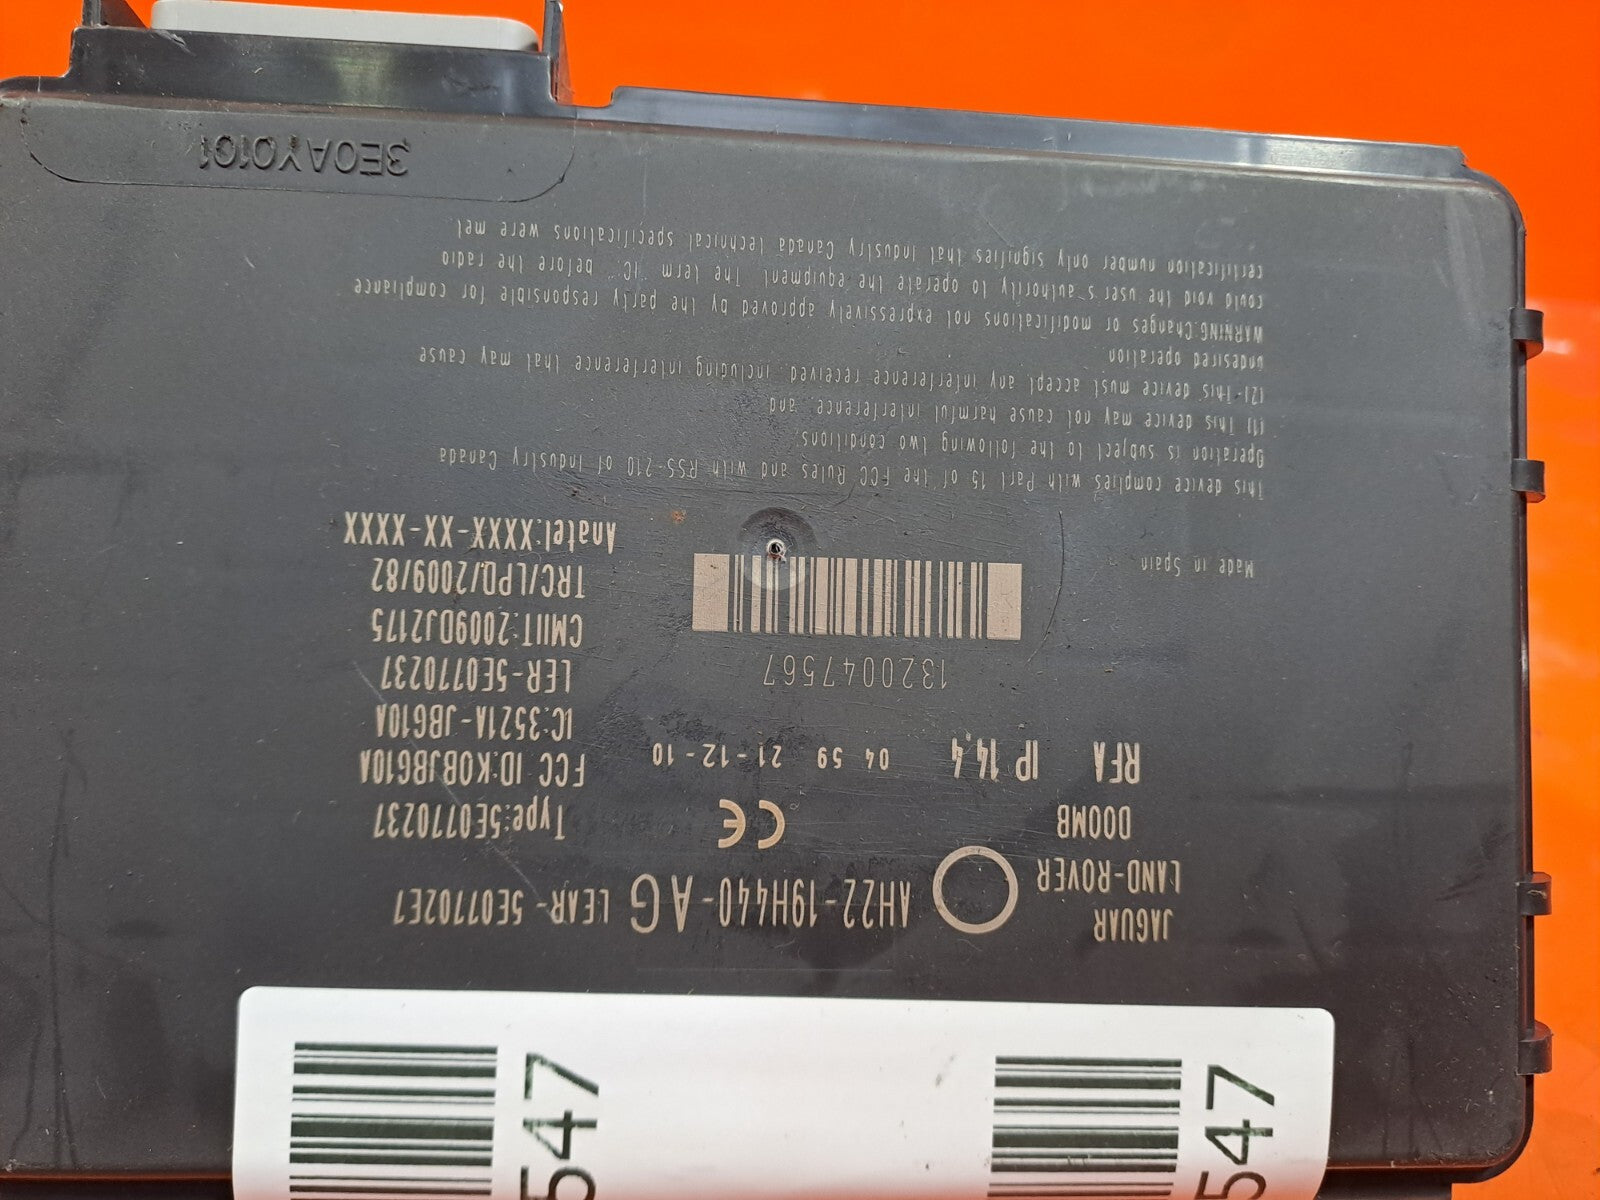 JAGUAR
LAND-ROVER
AH22-19H440-AG LEAR- 5E07702E7
D00MB
CE
Type:5E0770237
RFA IP 14,4 04 59 21-12-10
FCC ID:KOBJBG10A
IC:3521A-JBG10A
LER-5E0770237
CMIIT:2009DJ2175
TRC/LPD/2009/82
Anatel:XXXX-XX-XXXX
1320047567
Made in Spain
This device complies with Part 15 of the FCC Rules and with RSS-210 of Industry Canada
Operation is subject to the following two conditions:
(1) This device may not cause harmful interference, and
(2)-This device must accept any interference received, including interference that may cause
undesired operation
WARNING:Changes or modifications not expressively approved by the party responsible for compliance
could void the user's authority to operate the equipment. The term "IC:" before the radio
certification number only signifies that Industry Canada technical specifications were met
3E0AY0101
547
547